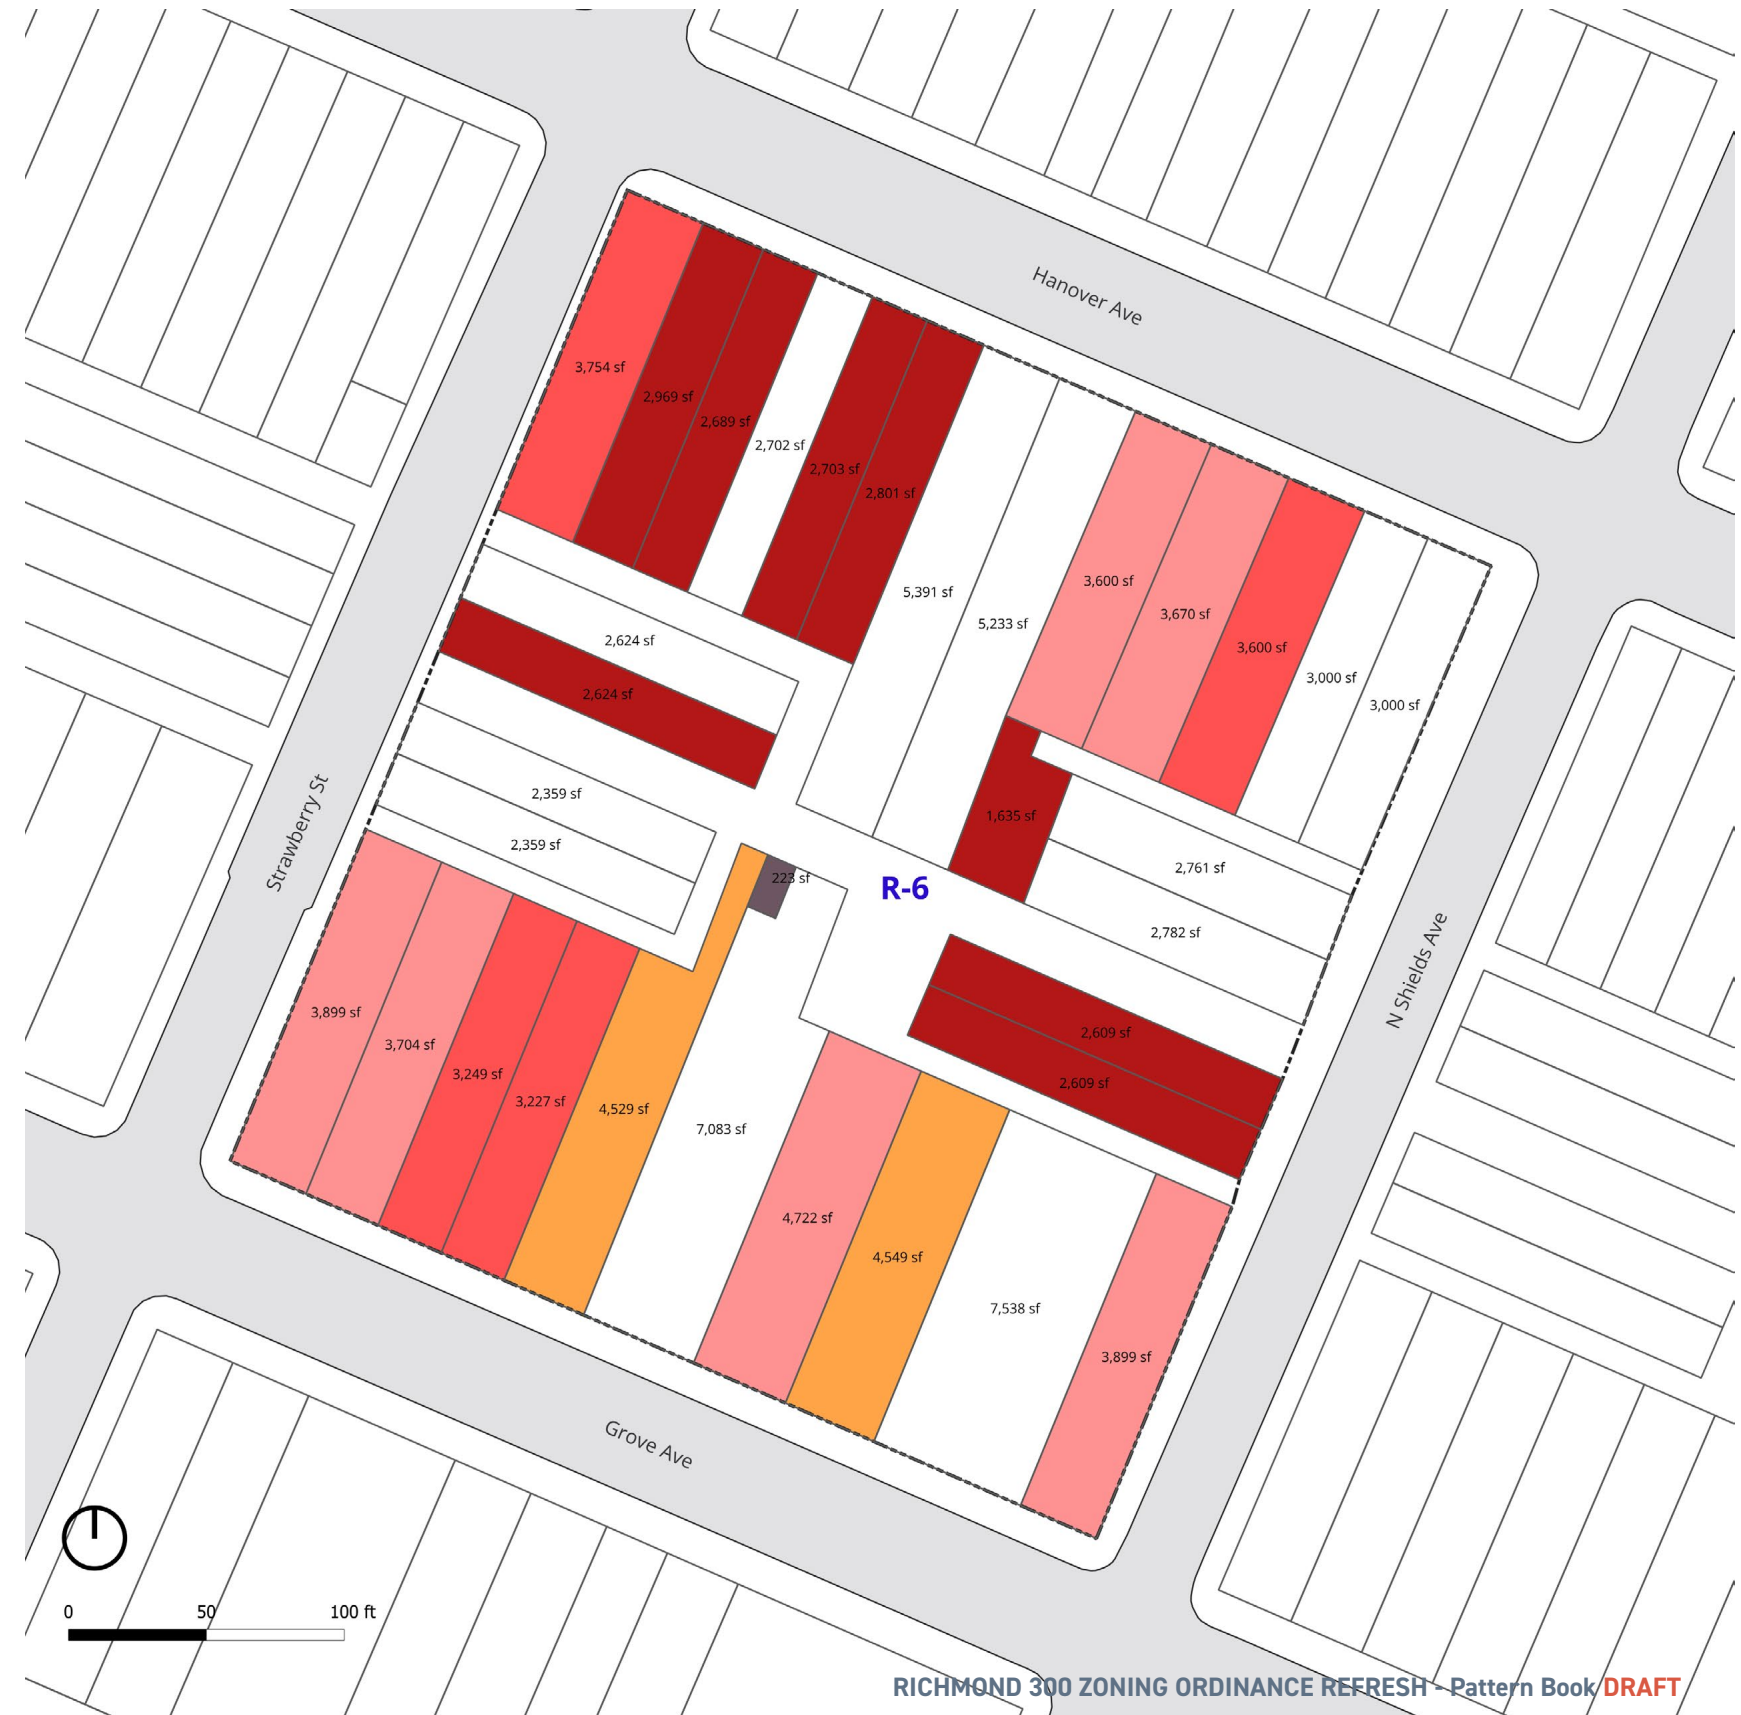 Hanover Ave
3,754 sf
2,969 sf
2,689 sf
2,702 sf
2,703 sf
2,801 sf
5,391 sf
5,233 sf
3,600 sf
3,670 sf
3,600 sf
3,000 sf
3,000 sf
2,624 sf
2,624 sf
2,359 sf
2,359 sf
1,635 sf
2,761 sf
2,782 sf
223 sf
R-6
Strawberry St
N Shields Ave
2,609 sf
2,609 sf
3,899 sf
3,704 sf
3,249 sf
3,227 sf
4,529 sf
7,083 sf
4,722 sf
4,549 sf
7,538 sf
3,899 sf
Grove Ave
0 50 100 ft
RICHMOND 300 ZONING ORDINANCE REFRESH - Pattern Book DRAFT